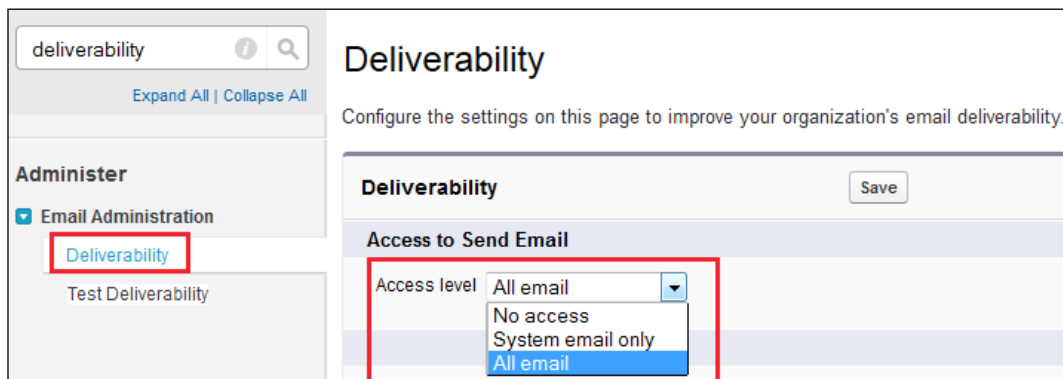 deliverability
Expand All | Collapse All
Administer
Email Administration
Deliverability
Test Deliverability
Deliverability
Configure the settings on this page to improve your organization's email deliverability.
Deliverability Save
Access to Send Email
Access level All email
No access
System email only
All email